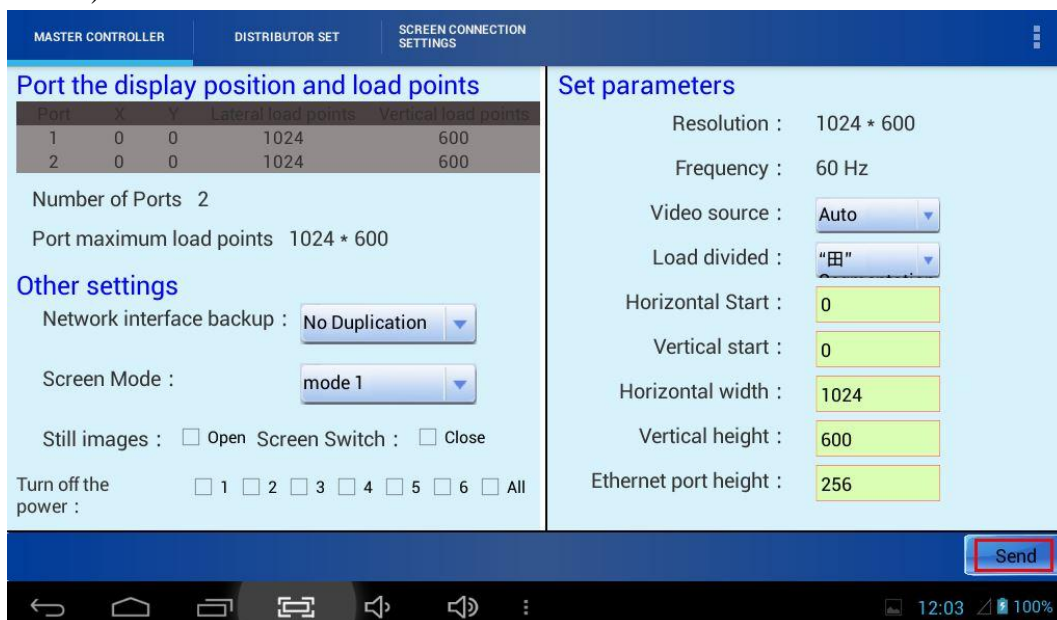 MASTER CONTROLLER
DISTRIBUTOR SET
SCREEN CONNECTION
SETTINGS
Port the display position and load points
Port X Y Lateral load points Vertical load points
1 0 0 1024 600
2 0 0 1024 600
Number of Ports 2
Port maximum load points 1024 * 600
Other settings
Network interface backup : No Duplication
Screen Mode : mode 1
Still images : Open Screen Switch : Close
Turn off the
power :
1 2 3 4 5 6 All
Set parameters
Resolution : 1024 * 600
Frequency : 60 Hz
Video source : Auto
Load divided : “田”
Horizontal Start : 0
Vertical start : 0
Horizontal width : 1024
Vertical height : 600
Ethernet port height : 256
Send
12:03 100%